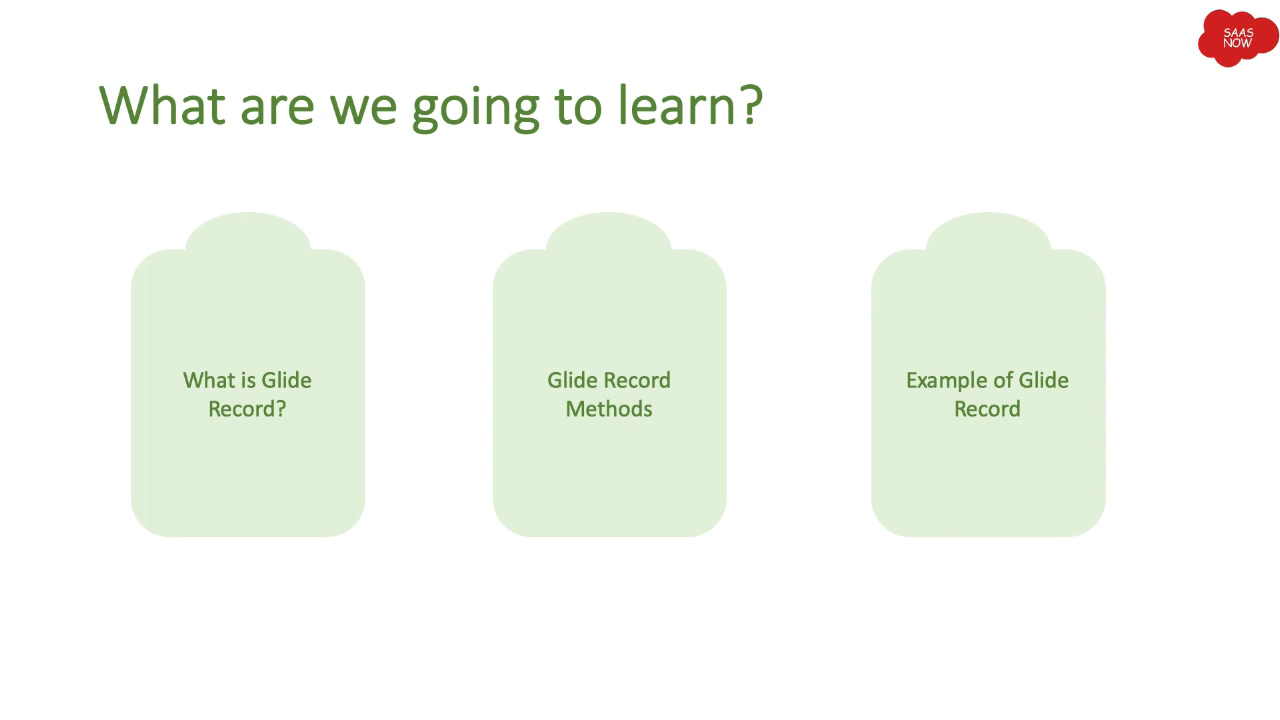 SAAS
NOW
What are we going to learn?
What is Glide
Record?
Glide Record
Methods
Example of Glide
Record